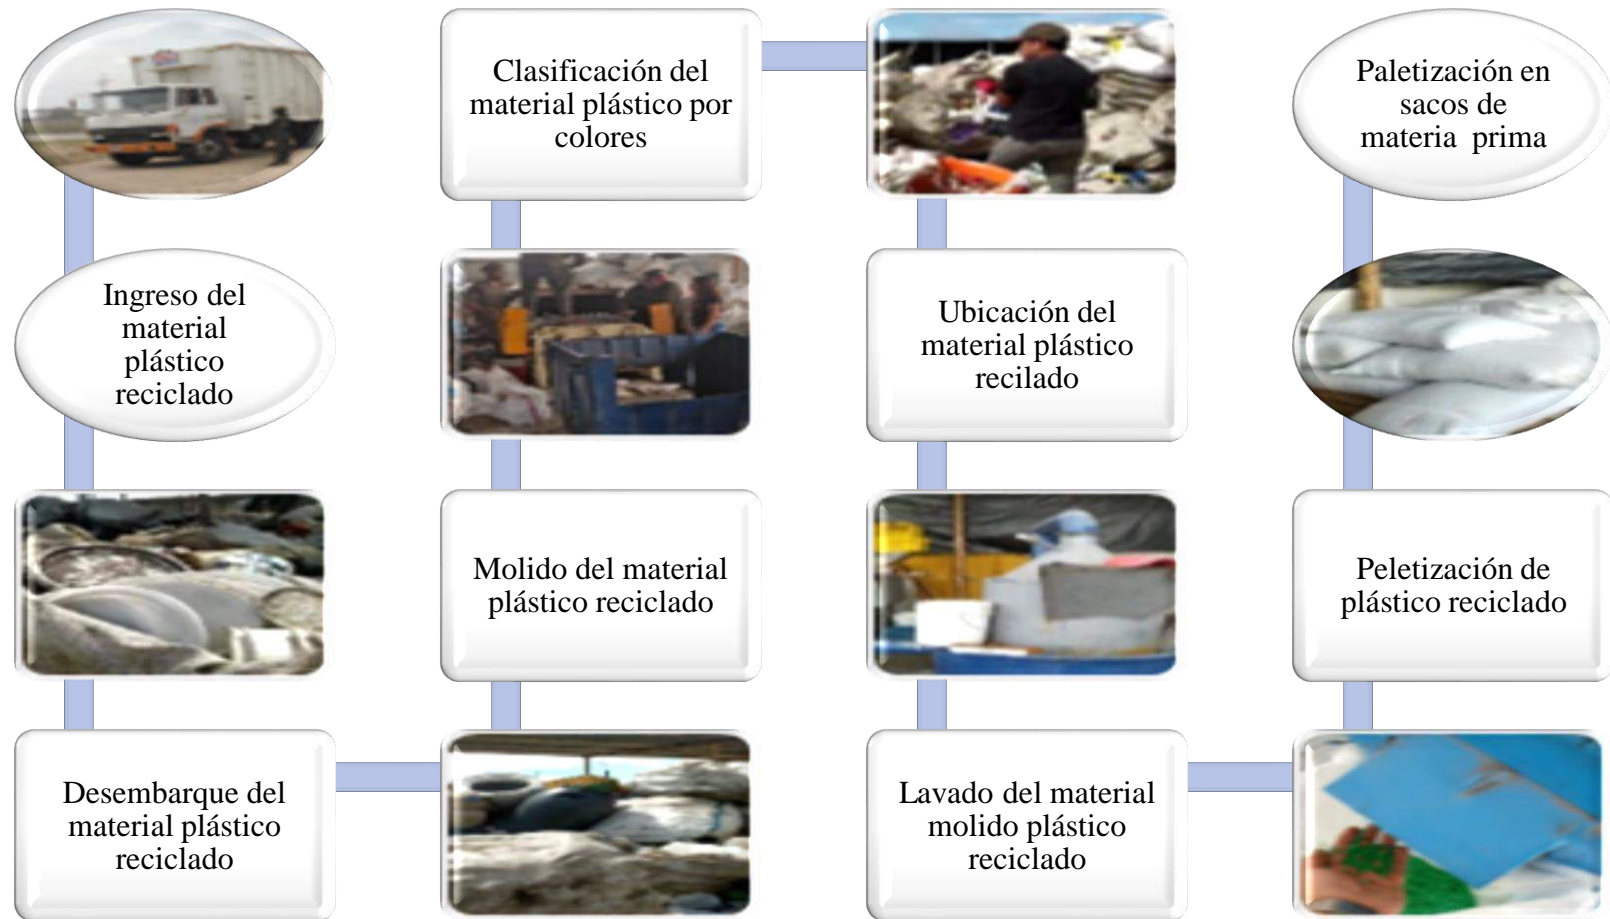 Ingreso del
material
plástico
reciclado
Desembarque del
material plástico
reciclado
Molido del material
plástico reciclado
Clasificación del
material plástico por
colores
Ubicación del
material plástico
recilado
Lavado del material
molido plástico
reciclado
Peletización de
plástico reciclado
Paletización en
sacos de
materia  prima